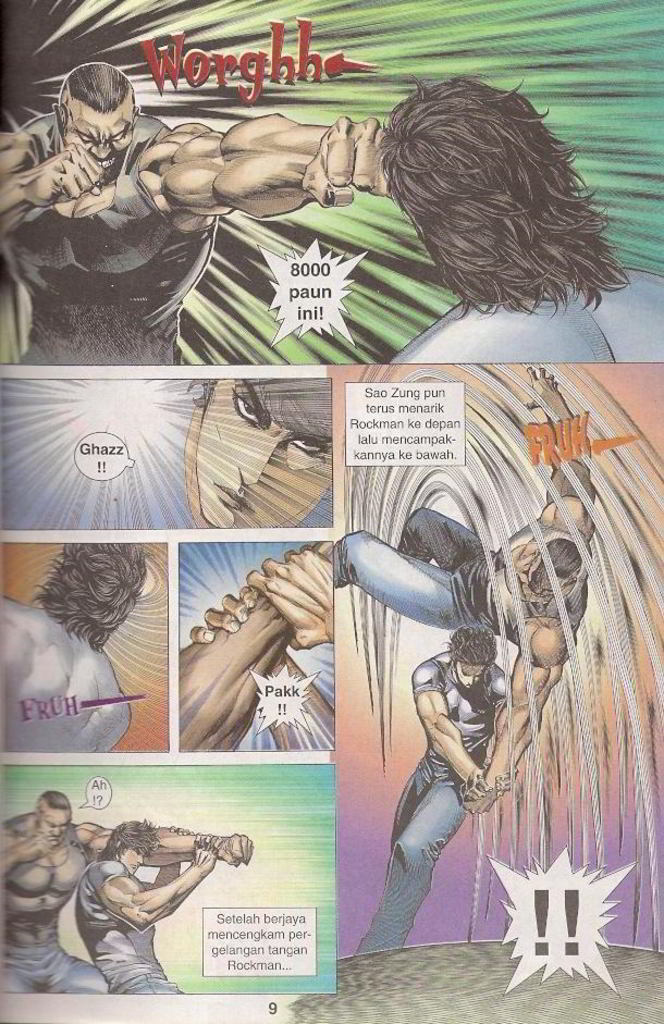 Worghh
8000
paun
ini!
Ghazz
!!
FRUH
Pakk
!!
Ah
!?
Setelah berjaya
mencengkam per-
gelangan tangan
Rockman...
Sao Zung pun
terus menarik
Rockman ke depan
lalu mencampak-
kannya ke bawah.
FRUH
!!
9